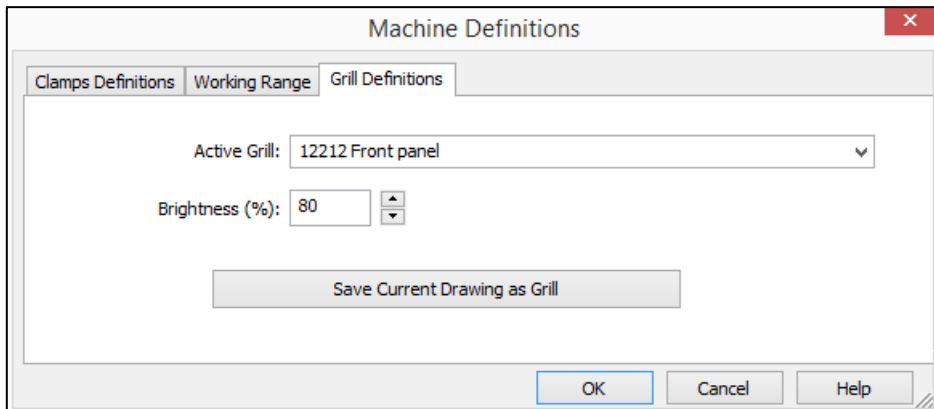 Machine Definitions
Clamps Definitions Working Range Grill Definitions
Active Grill: 12212 Front panel
Brightness (%): 80
Save Current Drawing as Grill
OK Cancel Help